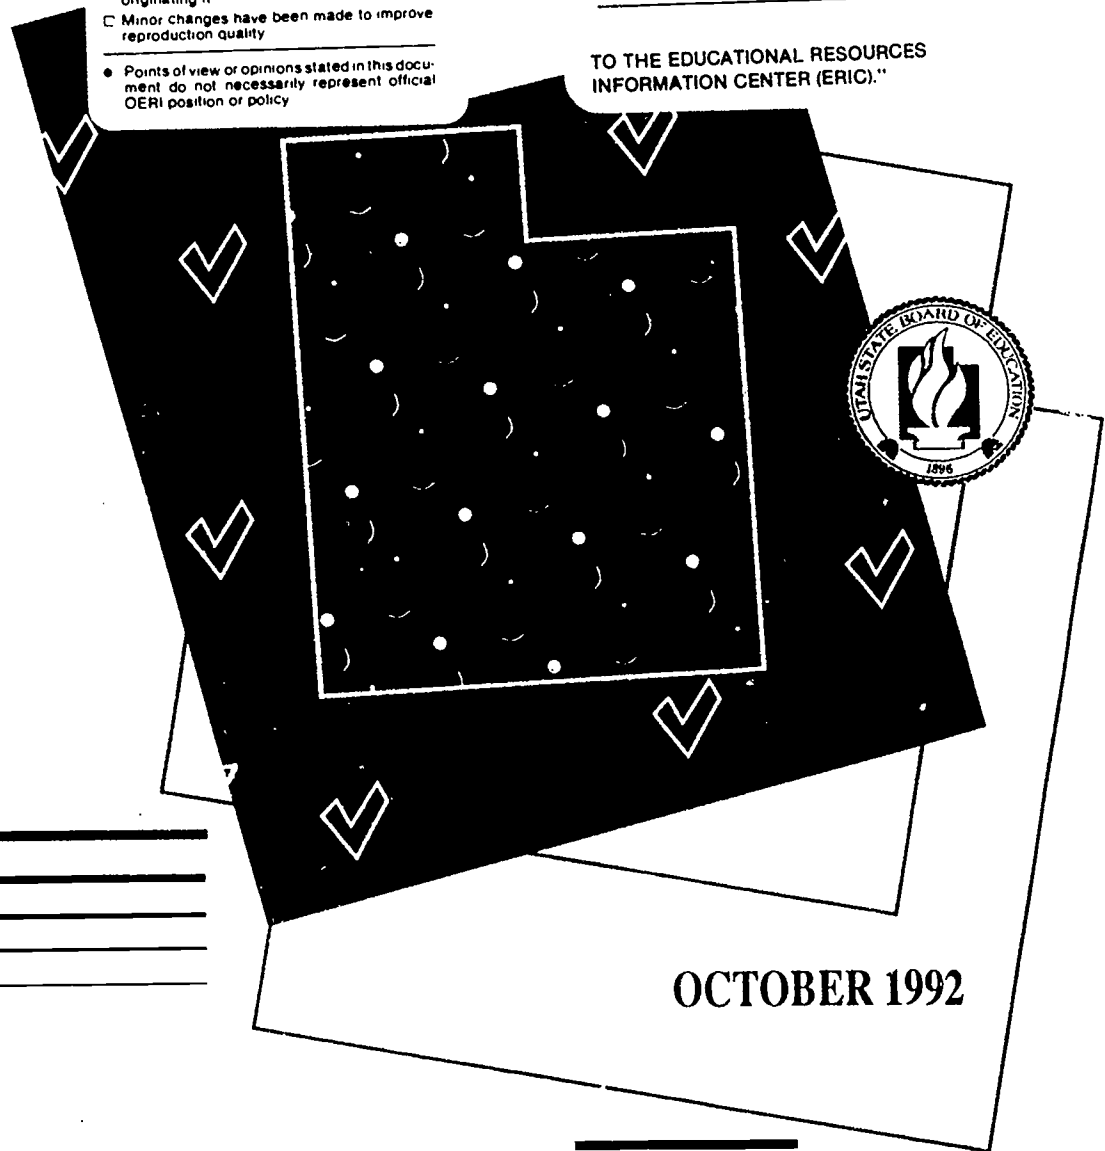 originating it
Minor changes have been made to improve
reproduction quality
• Points of view or opinions stated in this docu-
ment do not necessarily represent official
OERI position or policy
TO THE EDUCATIONAL RESOURCES
INFORMATION CENTER (ERIC)."
UTAH STATE BOARD OF EDUCATION
1896
OCTOBER 1992